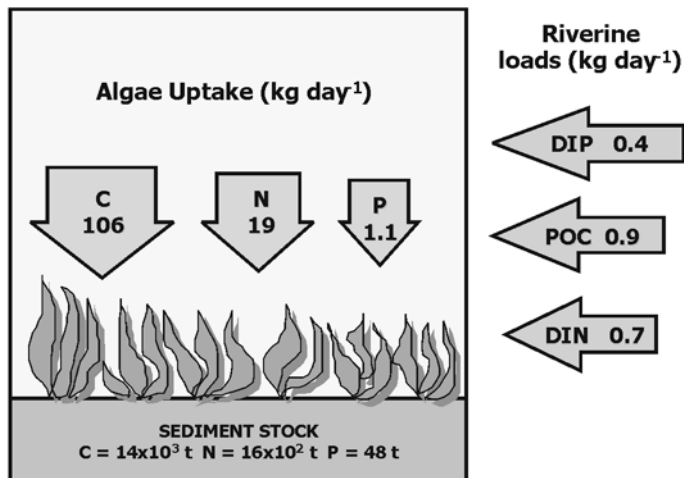 Algae Uptake (kg day⁻¹)
C
106
N
19
P
1.1
SEDIMENT STOCK
C = 14x10³ t N = 16x10² t P = 48 t
Riverine
loads (kg day⁻¹)
DIP 0.4
POC 0.9
DIN 0.7